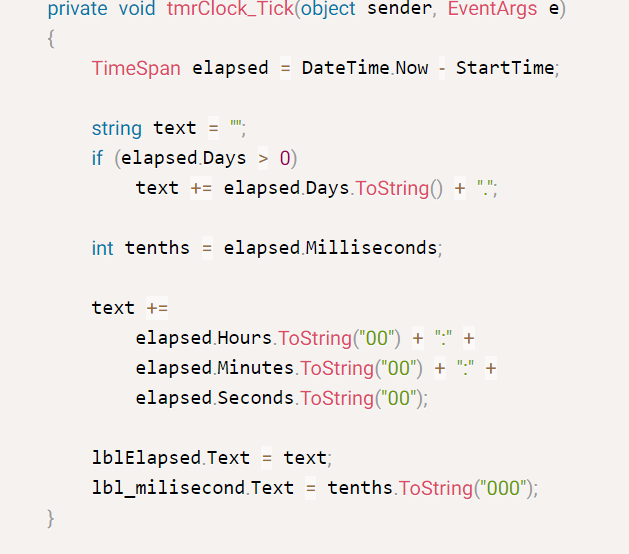 private void tmrClock_Tick(object sender, EventArgs e)
{
TimeSpan elapsed = DateTime.Now - StartTime;
string text = "";
if (elapsed.Days > 0)
text += elapsed.Days.ToString() + ".";
int tenths = elapsed.Milliseconds;
text +=
elapsed.Hours.ToString("00") + ":" +
elapsed.Minutes.ToString("00") + ":" +
elapsed.Seconds.ToString("00");
lblElapsed.Text = text;
lbl_milisecond.Text = tenths.ToString("000");
}